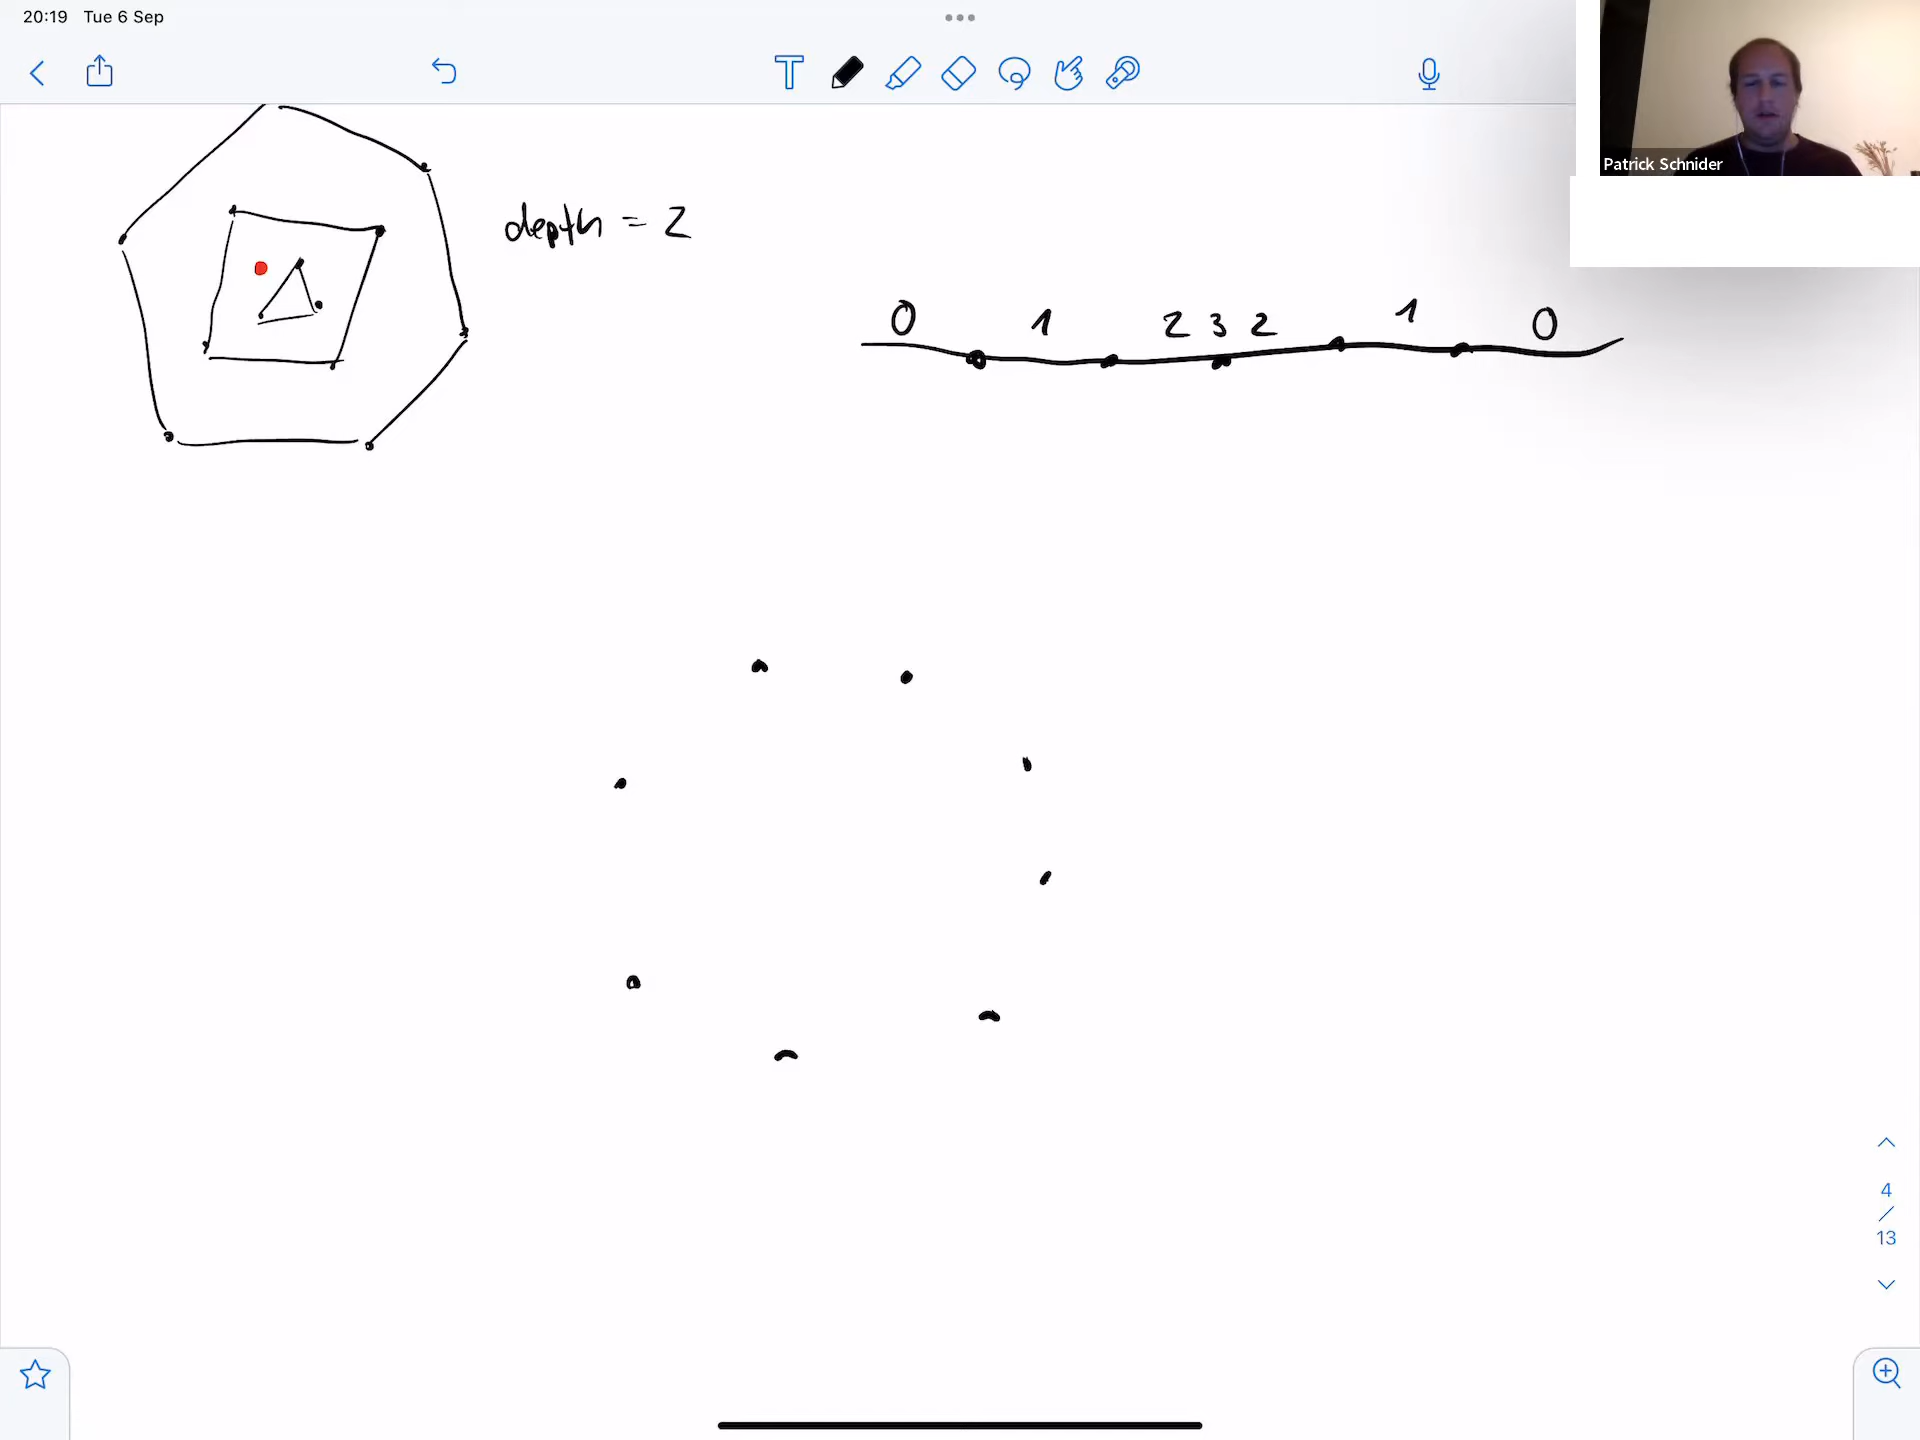 20:19 Tue 6 Sep
Patrick Schnider
depth = 2
0 1 2 3 2 1 0
4
/
13